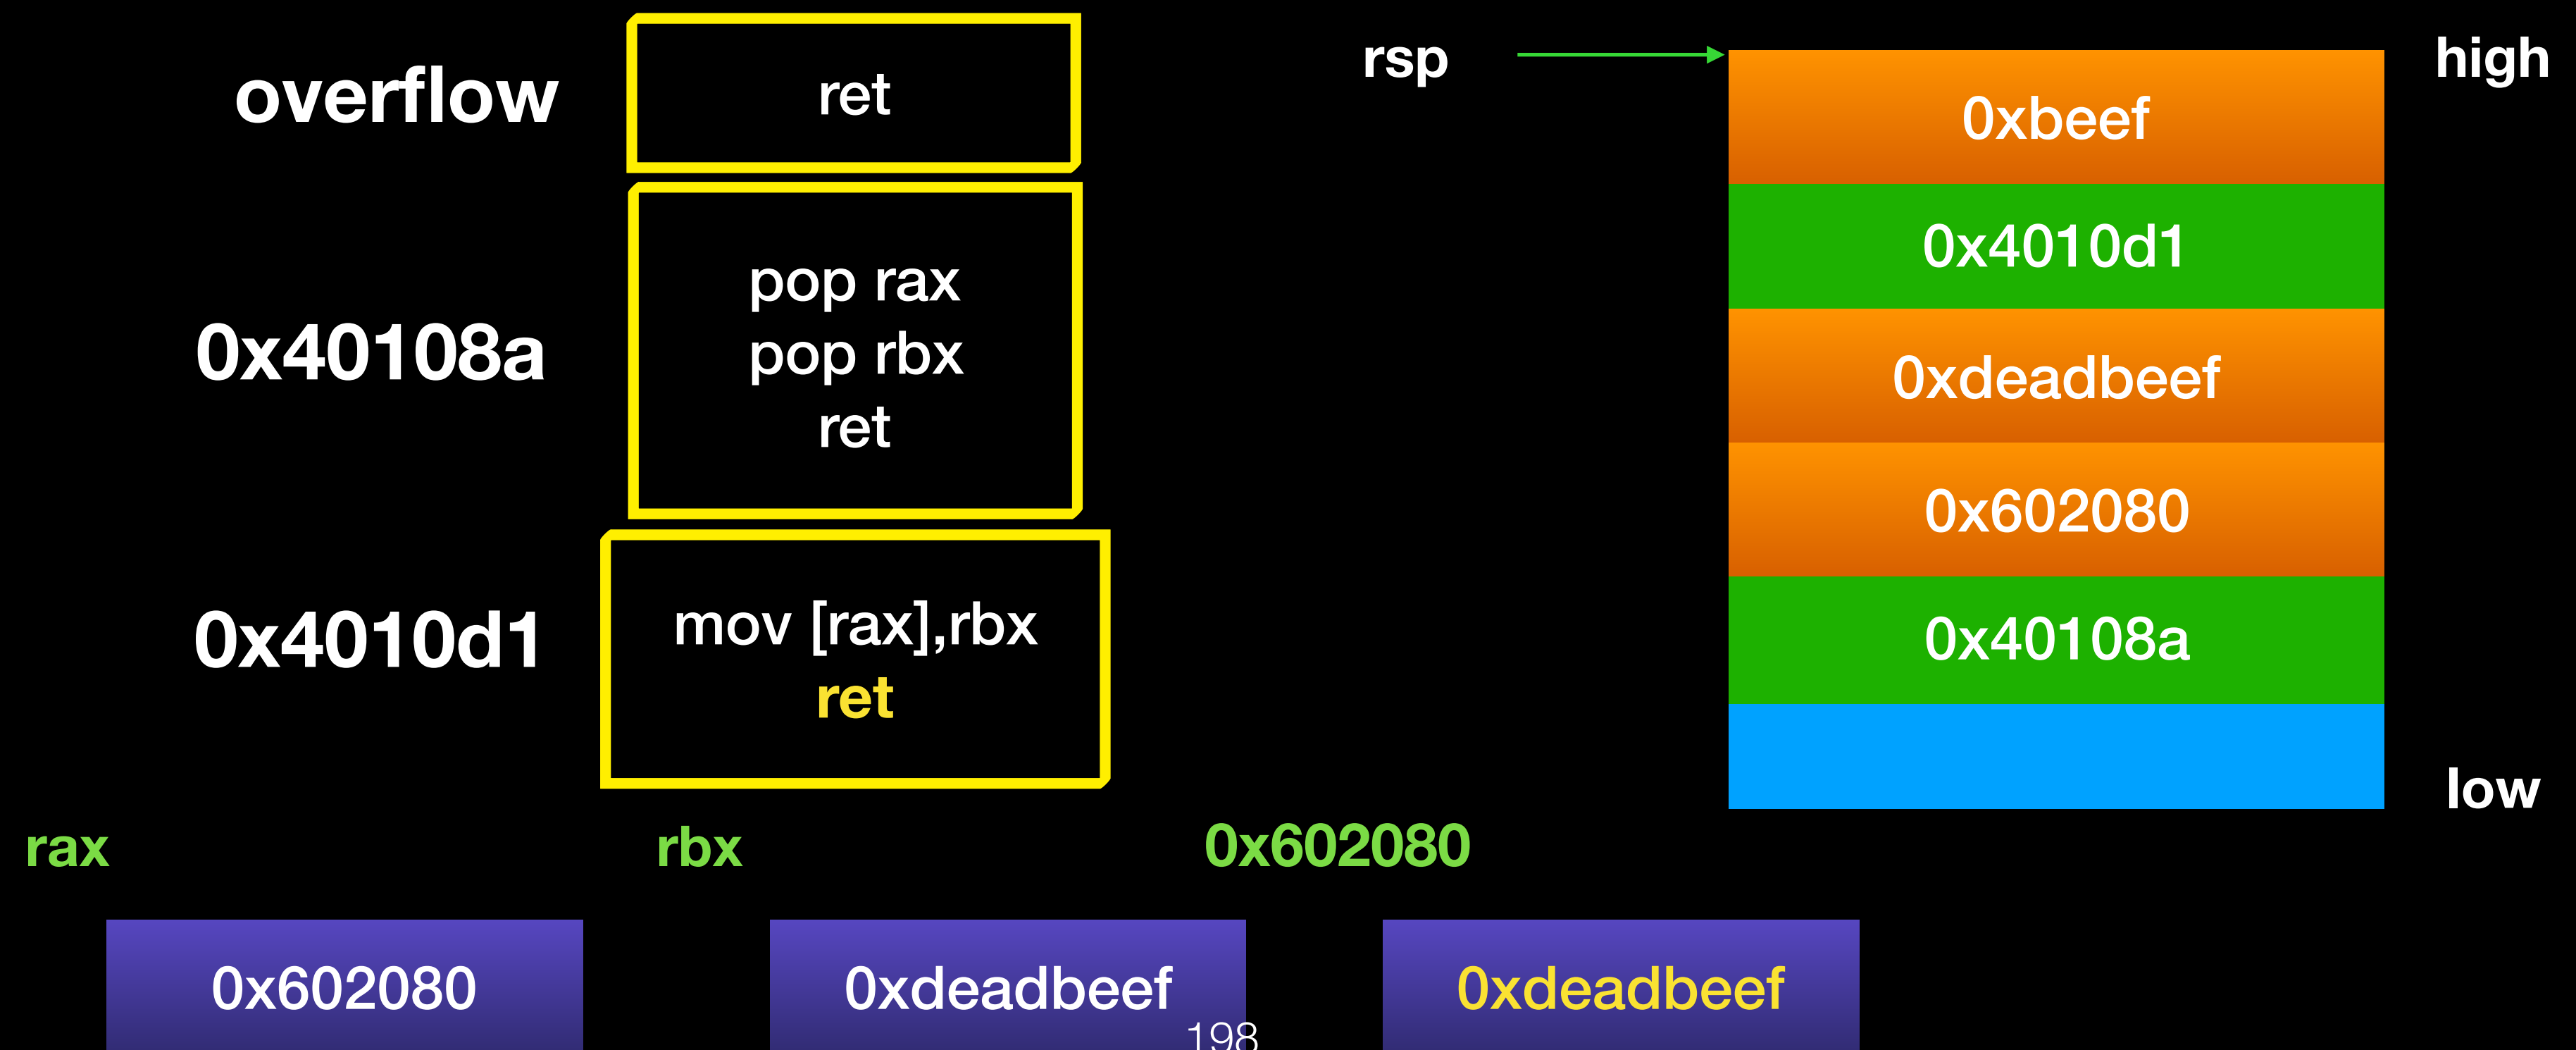 overflow
ret
0x40108a
pop rax
pop rbx
ret
0x4010d1
mov [rax],rbx
ret
rsp
high
0xbeef
0x4010d1
0xdeadbeef
0x602080
0x40108a
low
rax
0x602080
rbx
0xdeadbeef
0x602080
0xdeadbeef
198